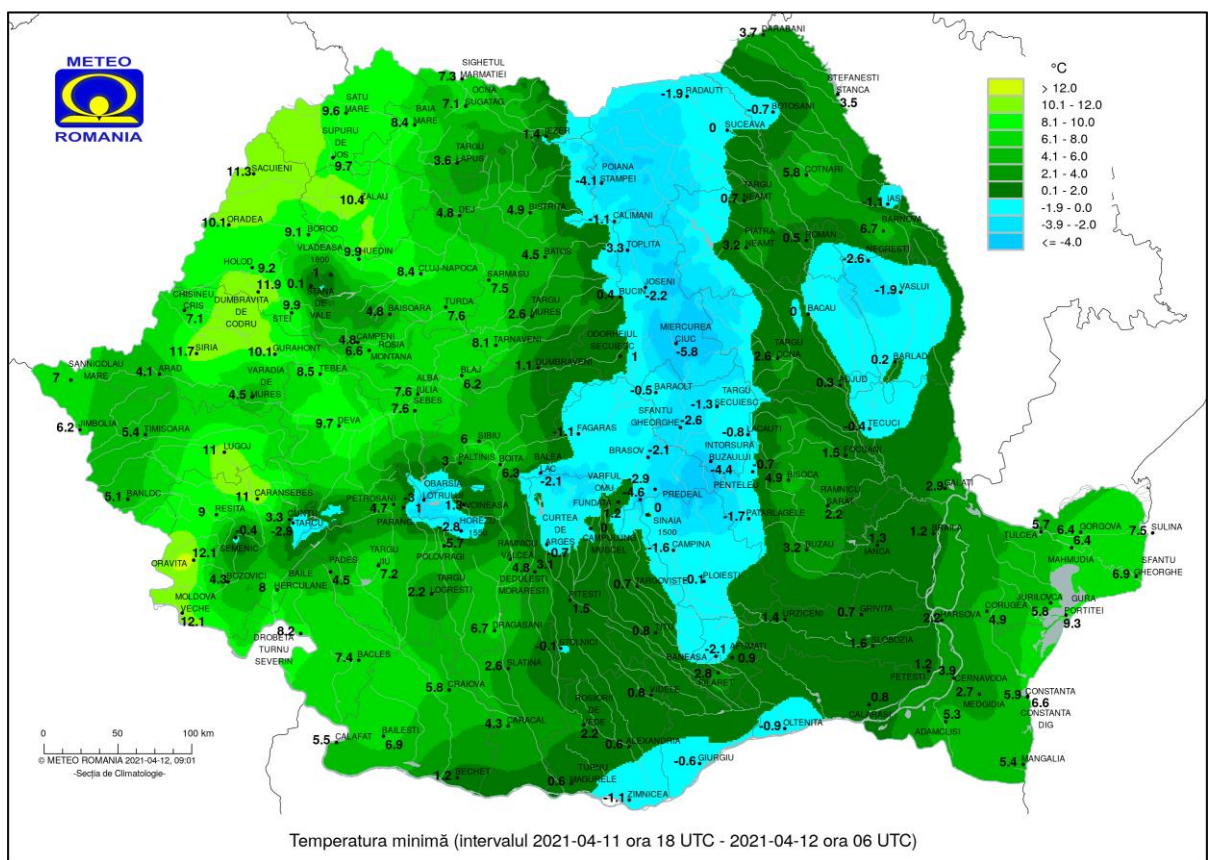 METEO
ROMANIA
°C
> 12.0
10.1 - 12.0
8.1 - 10.0
6.1 - 8.0
4.1 - 6.0
2.1 - 4.0
0.1 - 2.0
-1.9 - 0.0
-3.9 - -2.0
<= -4.0
3.7 DARABANI
SIGHETUL
MARMATIEI
7.3
STEFANESTI
STANCA
3.5
SATU
MARE
9.6
OCNA
SUGATAG
7.1
BAIA
MARE
8.4
-1.9 RADAUTI
-0.7 BOTOSANI
0 SUCEAVA
SUPURU
DE
JOS
9.7
1.4 IEZER
TARGU
LAPUS
3.6
POIANA
STAMPEI
-4.1
5.8 COTNARI
11.3 SACUIENI
10.4 ZALAU
TARGU
NEAMT
0.7
-1.1 IASI
10.1 ORADEA
4.8 DEJ
4.9 BISTRITA
-1.1 CALIMANI
BARNOVA
6.7
9.1 BOROD
PIATRA
NEAMT
3.2
0.5 ROMAN
VLADEASA
1800
1
9.9 HUEDIN
4.5 BATOS
-3.3 TOPLITA
NEGRESTI
-2.6
HOLOD
9.2
8.4 CLUJ-NAPOCA
SARMASU
7.5
JOSENI
-2.2
-1.9 VASLUI
11.9
DUMBRAVITA
DE
CODRU
0.1
STANA
DE
VALE
0.4 BUCIN
CHISINEU
CRIS
7.1
9.9
STEI
4.8 BAISOARA
TURDA
7.6
TARGU
MURES
2.6
BACAU
0
ODORHEIUL
SECUIESC
1
MIERCUREA
CIUC
-5.8
11.7
SIRIA
10.1 GURAHONT
CAMPENI
4.8
ROSIA
MONTANA
6.6
8.1 TARNAVENI
TARGU
OCNA
2.6
0.2
BARLAD
SANNICOLAU
MARE
7
4.1 ARAD
VARADIA
DE
MURES
4.5
8.5 TEBEA
BLAJ
6.2
1.1 DUMBRAVENI
0.3 ADJUD
ALBA
IULIA
7.6
SEBES
7.6
-0.5 BARAOLT
TARGU
SECUIESC
-1.3
6.2 JIMBOLIA
5.4 TIMISOARA
9.7 DEVA
SFANTU
GHEORGHE
-2.6
-0.8
LACAUTI
-0.4
TECUCI
6 SIBIU
-1.1 FAGARAS
11 LUGOJ
3 PALTINIS
BOITA
6.3
BALEA
LAC
-2.1
BRASOV
-2.1
INTORSURA
BUZAULUI
-4.4
-0.7
PENTELEU
1.5 FOCSANI
4.9 BISOCA
5.1 BANLOC
11 CARANSEBES
PETROSANI
4.7
OBARSIA
LOTRULUI
-3
1.9 VOINEASA
VARFUL
OMU
-4.6
-2.9
PREDEAL
2.9 GALATI
9 RESITA
CUNTU
3.3
TARCU
-2.5
PARANG
1
FUNDATA
1.2
0
SINAIA
1500
RAMNICU
SARAT
2.2
-0.4
SEMENIC
-2.8 HOREZU
1550
-5.7
POLOVRAGI
CURTEA
DE
ARGES
-0.7
0
CAMPULUNG
MUSCEL
-1.7 PATARLAGELE
1.2 BRAILA
5.7
TULCEA
6.4 GORGOVA
7.5 SULINA
6.4
MAHMUDIA
12.1
ORAVITA
PADES
4.5
TARGU
JIU
7.2
RAMNICU
VALCEA
4.8
3.1
DEDULESTI
MORARESTI
-1.6 CAMPINA
3.2 BUZAU
1.3
IANCA
SFANTU
GHEORGHE
6.9
4.3 BOZOVICI
BAILE
HERCULANE
8
TARGU
LOGRESTI
2.2
0.7 TARGOVISTE
-0.1 PLOIESTI
MOLDOVA
VECHE
12.1
PITESTI
1.5
1.4 URZICENI
0.7 GRIVITA
2.2 HARSOVA
CORUGEA
4.9
JURILOVCA
5.8
GURA
PORTITEI
9.3
8.2
DROBETA
TURNU
SEVERIN
6.7 DRAGASANI
-0.1 STOLNICI
0.8 TITU
1.6 SLOBOZIA
7.4 BACLES
2.6 SLATINA
BANEASA
-2.1
AFUMATI
0.9
2.8
FILARET
1.2
FETESTI
3.9
CERNAVODA
5.8 CRAIOVA
ROSIORII
DE
VEDE
2.2
0.8 VIDELE
0.8
CALARASI
2.7
MEDGIDIA
5.9 CONSTANTA
6.6
CONSTANTA
DIG
4.3 CARACAL
-0.9 OLTENITA
5.3
ADAMCLISI
5.5 CALAFAT
BAILESTI
6.9
0.6 ALEXANDRIA
-0.6 GIURGIU
5.4 MANGALIA
1.2 BECHET
TURNU
MAGURELE
0.6
-1.1 ZIMNICEA
0 50 100 km
© METEO ROMANIA 2021-04-12, 09:01
-Secția de Climatologie-
Temperatura minimă (intervalul 2021-04-11 ora 18 UTC - 2021-04-12 ora 06 UTC)